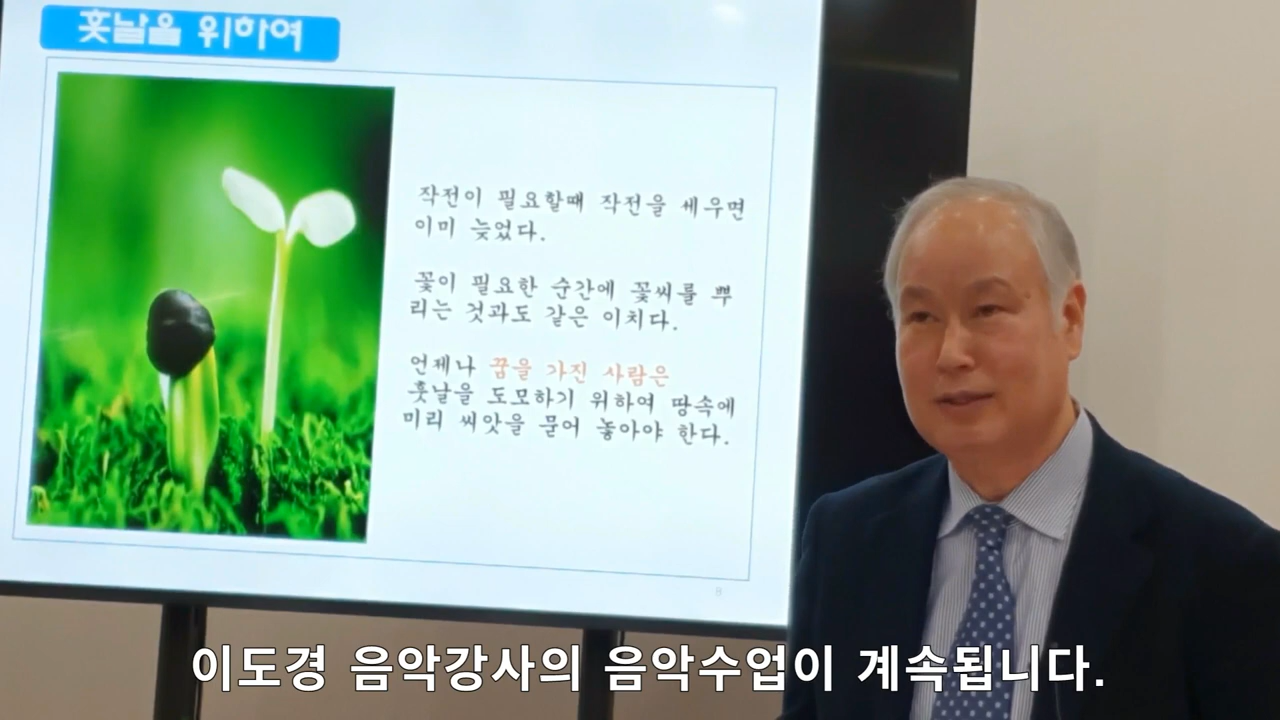 훗날을 위하여
작전이 필요할때 작전을 세우면
이미 늦었다.
꽃이 필요한 순간에 꽃씨를 뿌
리는 것과도 같은 이치다.
언제나 꿈을 가진 사람은
훗날을 도모하기 위하여 땅속에
미리 씨앗을 묻어 놓아야 한다.
8
이도경 음악강사의 음악수업이 계속됩니다.